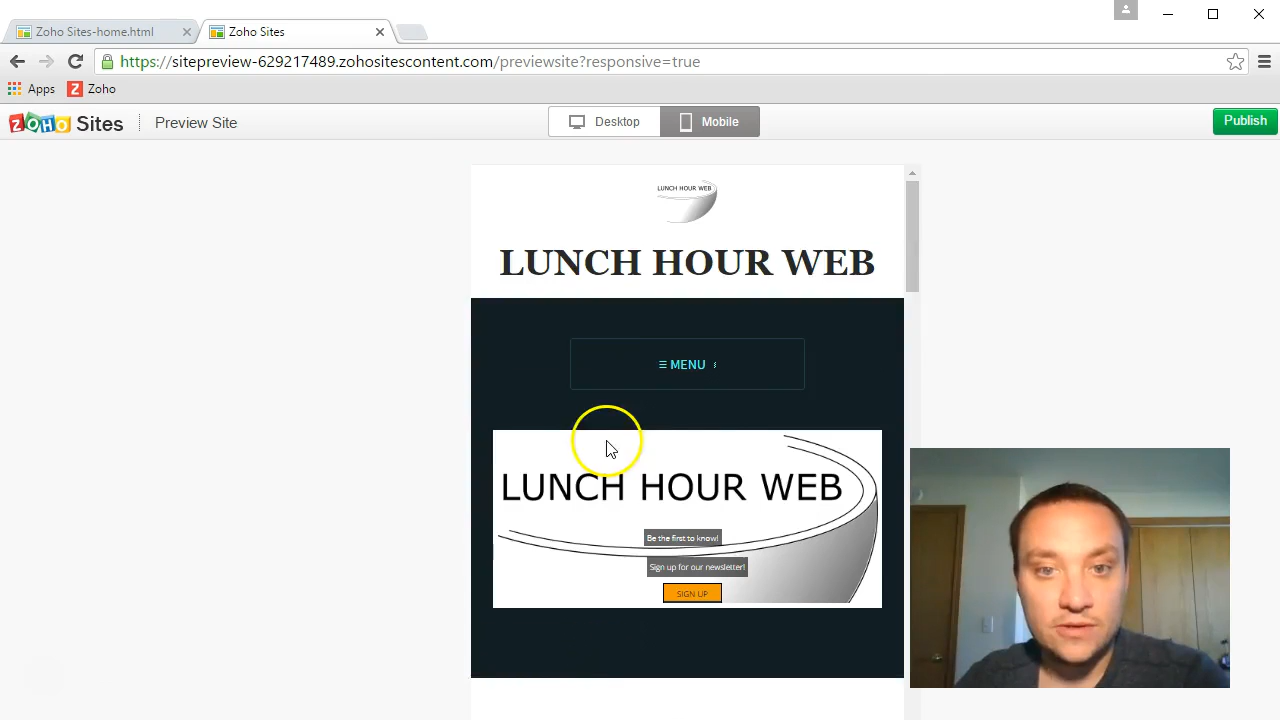 Zoho Sites-home.html
Zoho Sites
https://sitepreview-629217489.zohositescontent.com/previewsite?responsive=true
Apps
Zoho
ZOHO Sites
Preview Site
Desktop
Mobile
Publish
LUNCH HOUR WEB
LUNCH HOUR WEB
☰ MENU
LUNCH HOUR WEB
Be the first to know!
Sign up for our newsletter!
SIGN UP